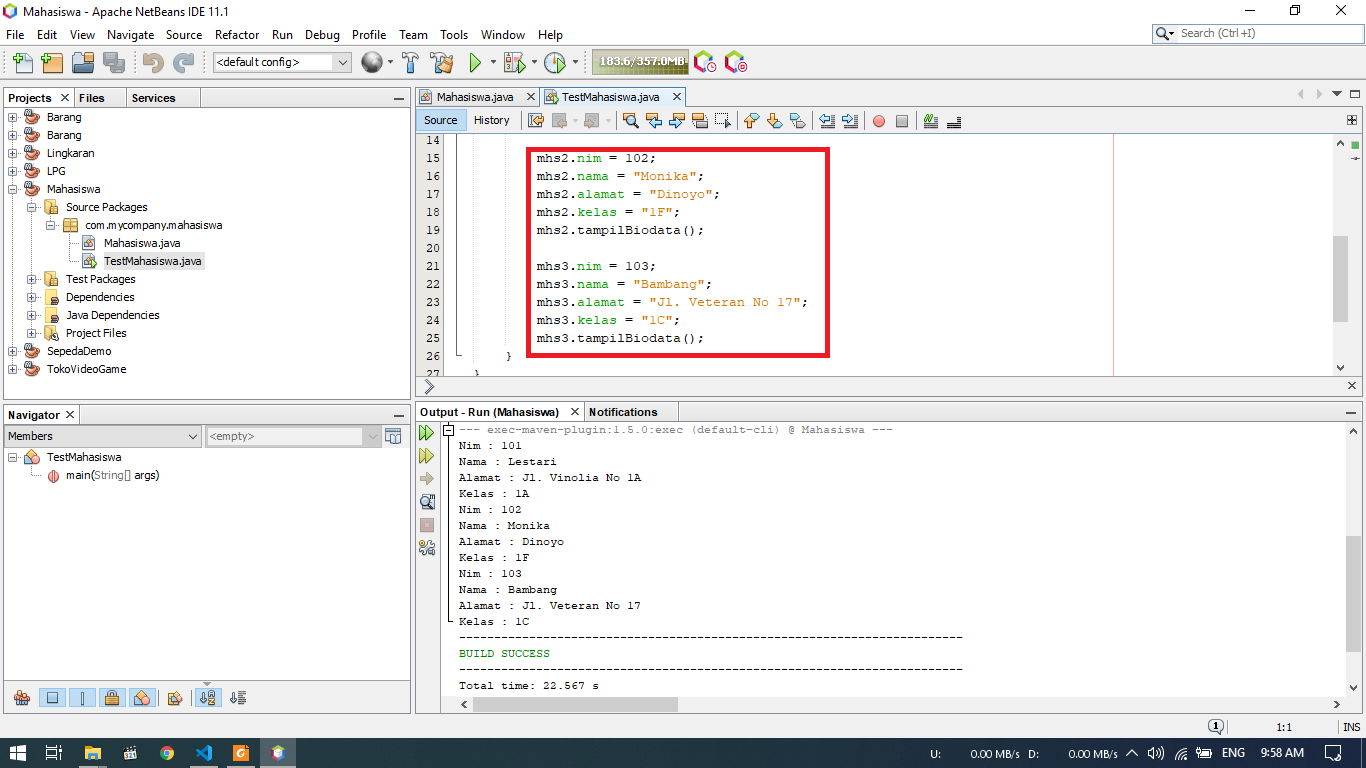 Mahasiswa - Apache NetBeans IDE 11.1
File Edit View Navigate Source Refactor Run Debug Profile Team Tools Window Help
Search (Ctrl+I)
<default config>
183.6/357.0MB
Projects Files Services
Barang
Barang
Lingkaran
LPG
Mahasiswa
Source Packages
com.mycompany.mahasiswa
Mahasiswa.java
TestMahasiswa.java
Test Packages
Dependencies
Java Dependencies
Project Files
SepedaDemo
TokoVideoGame
Navigator
Members
<empty>
TestMahasiswa
main(String[] args)
Mahasiswa.java TestMahasiswa.java
Source History
14
15 mhs2.nim = 102;
16 mhs2.nama = "Monika";
17 mhs2.alamat = "Dinoyo";
18 mhs2.kelas = "1F";
19 mhs2.tampilBiodata();
20
21 mhs3.nim = 103;
22 mhs3.nama = "Bambang";
23 mhs3.alamat = "Jl. Veteran No 17";
24 mhs3.kelas = "1C";
25 mhs3.tampilBiodata();
26 }
27 }
Output - Run (Mahasiswa) Notifications
--- exec-maven-plugin:1.5.0:exec (default-cli) @ Mahasiswa ---
Nim : 101
Nama : Lestari
Alamat : Jl. Vinolia No 1A
Kelas : 1A
Nim : 102
Nama : Monika
Alamat : Dinoyo
Kelas : 1F
Nim : 103
Nama : Bambang
Alamat : Jl. Veteran No 17
Kelas : 1C
------------------------------------------------------------------------
BUILD SUCCESS
------------------------------------------------------------------------
Total time: 22.567 s
1 1:1 INS
U: 0.00 MB/s D: 0.00 MB/s ENG 9:58 AM